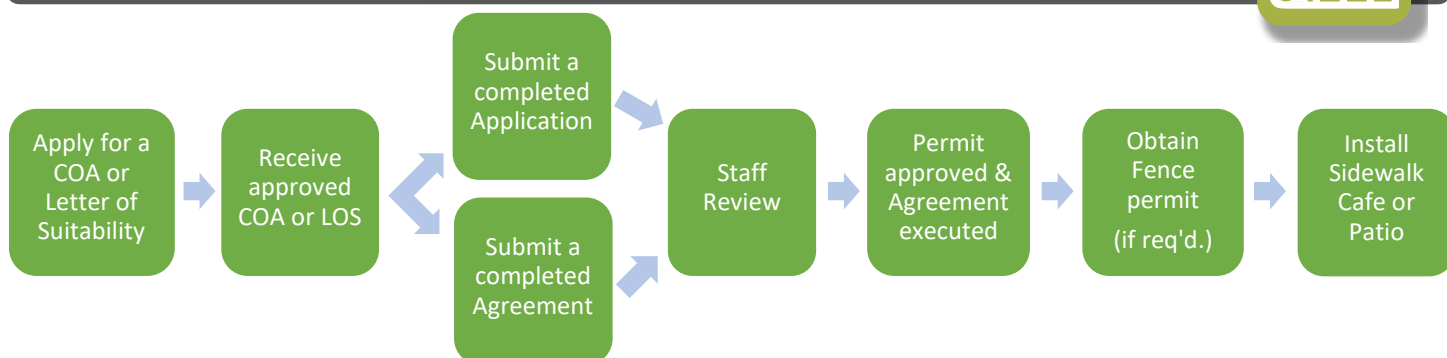 Apply for a
COA or
Letter of
Suitability
Receive
approved
COA or LOS
Submit a
completed
Application
Submit a
completed
Agreement
Staff
Review
Permit
approved &
Agreement
executed
Obtain
Fence
permit
(if req'd.)
Install
Sidewalk
Cafe or
Patio